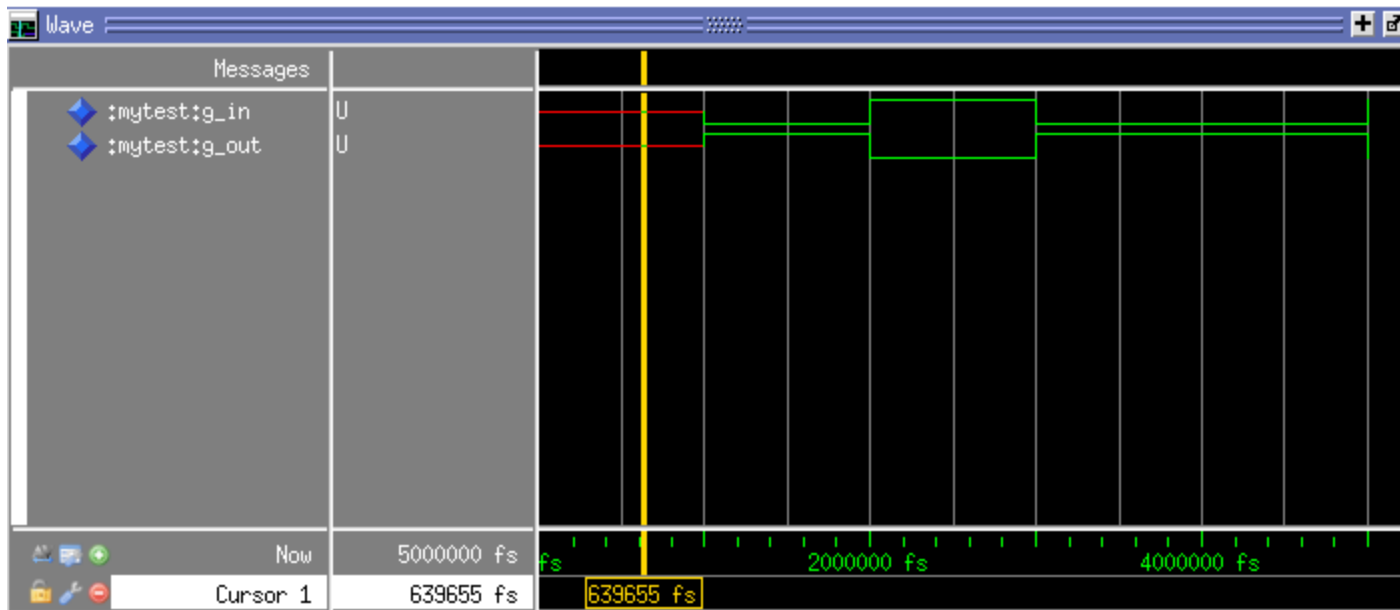 Wave
Messages
:mytest:g_in U
:mytest:g_out U
Now 5000000 fs
fs 2000000 fs 4000000 fs
Cursor 1 639655 fs
639655 fs